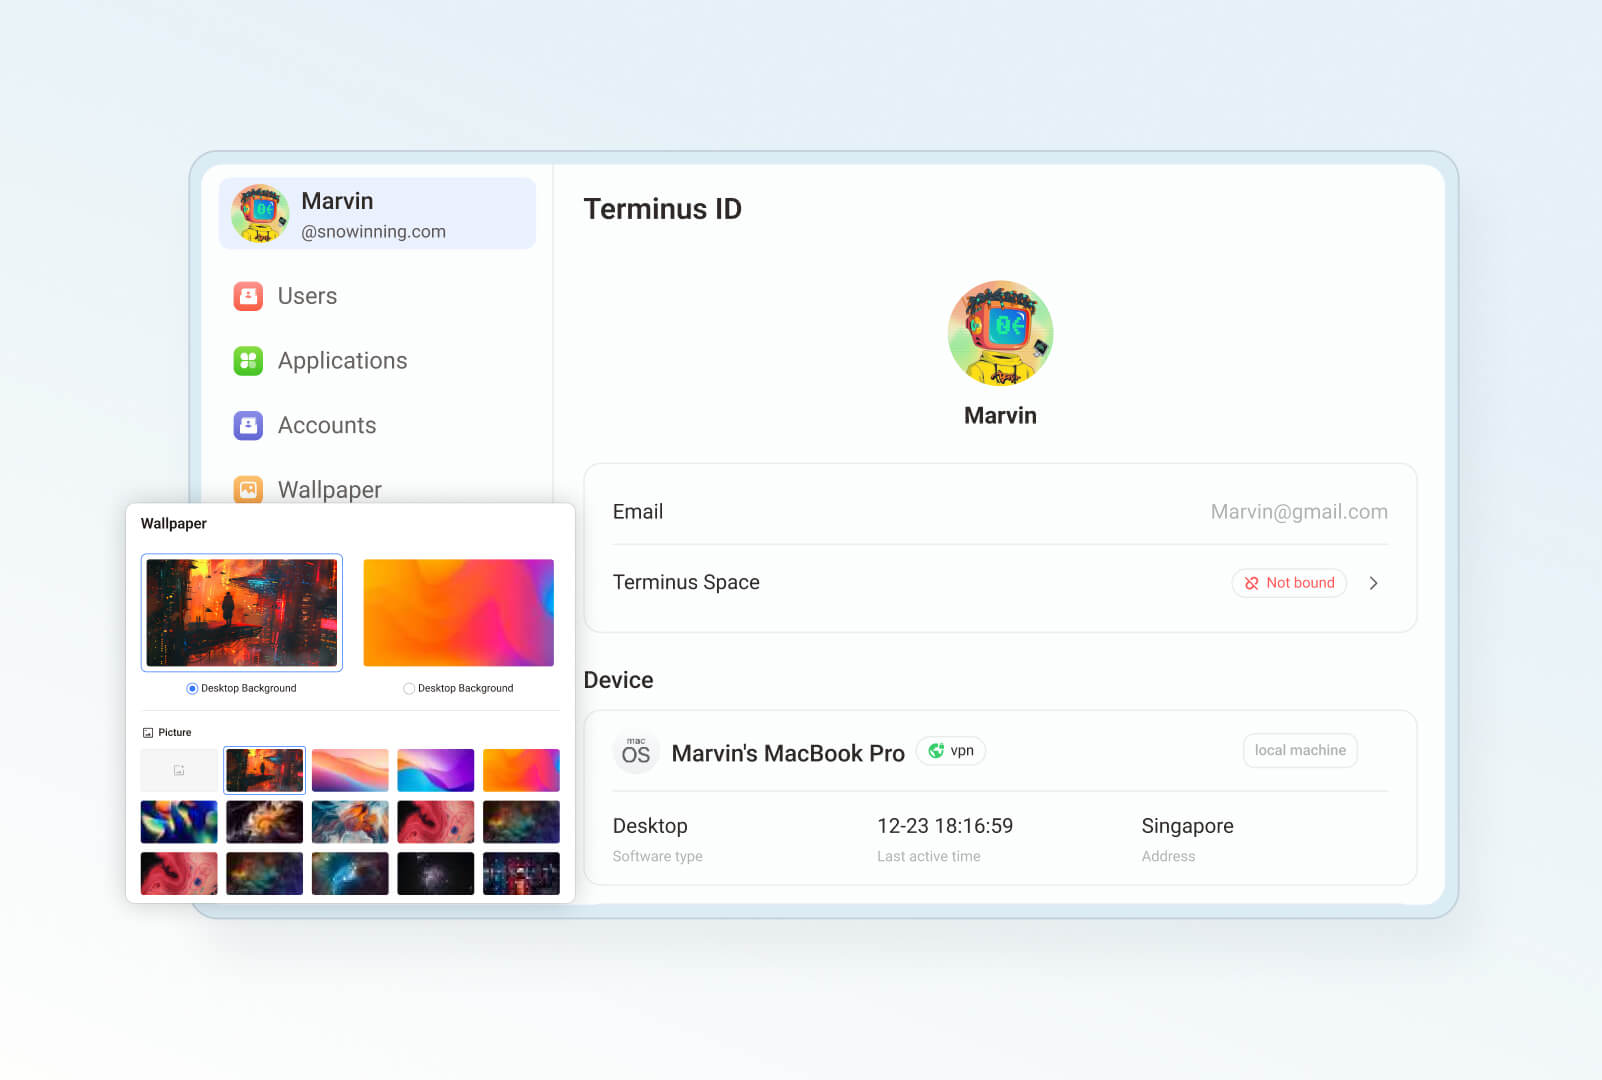 Marvin
@snowinning.com
Users
Applications
Accounts
Wallpaper
Terminus ID
Marvin
Email
Marvin@gmail.com
Terminus Space
Not bound
Device
mac
OS
Marvin's MacBook Pro
vpn
local machine
Desktop
12-23 18:16:59
Singapore
Software type
Last active time
Address
Wallpaper
Desktop Background
Desktop Background
Picture